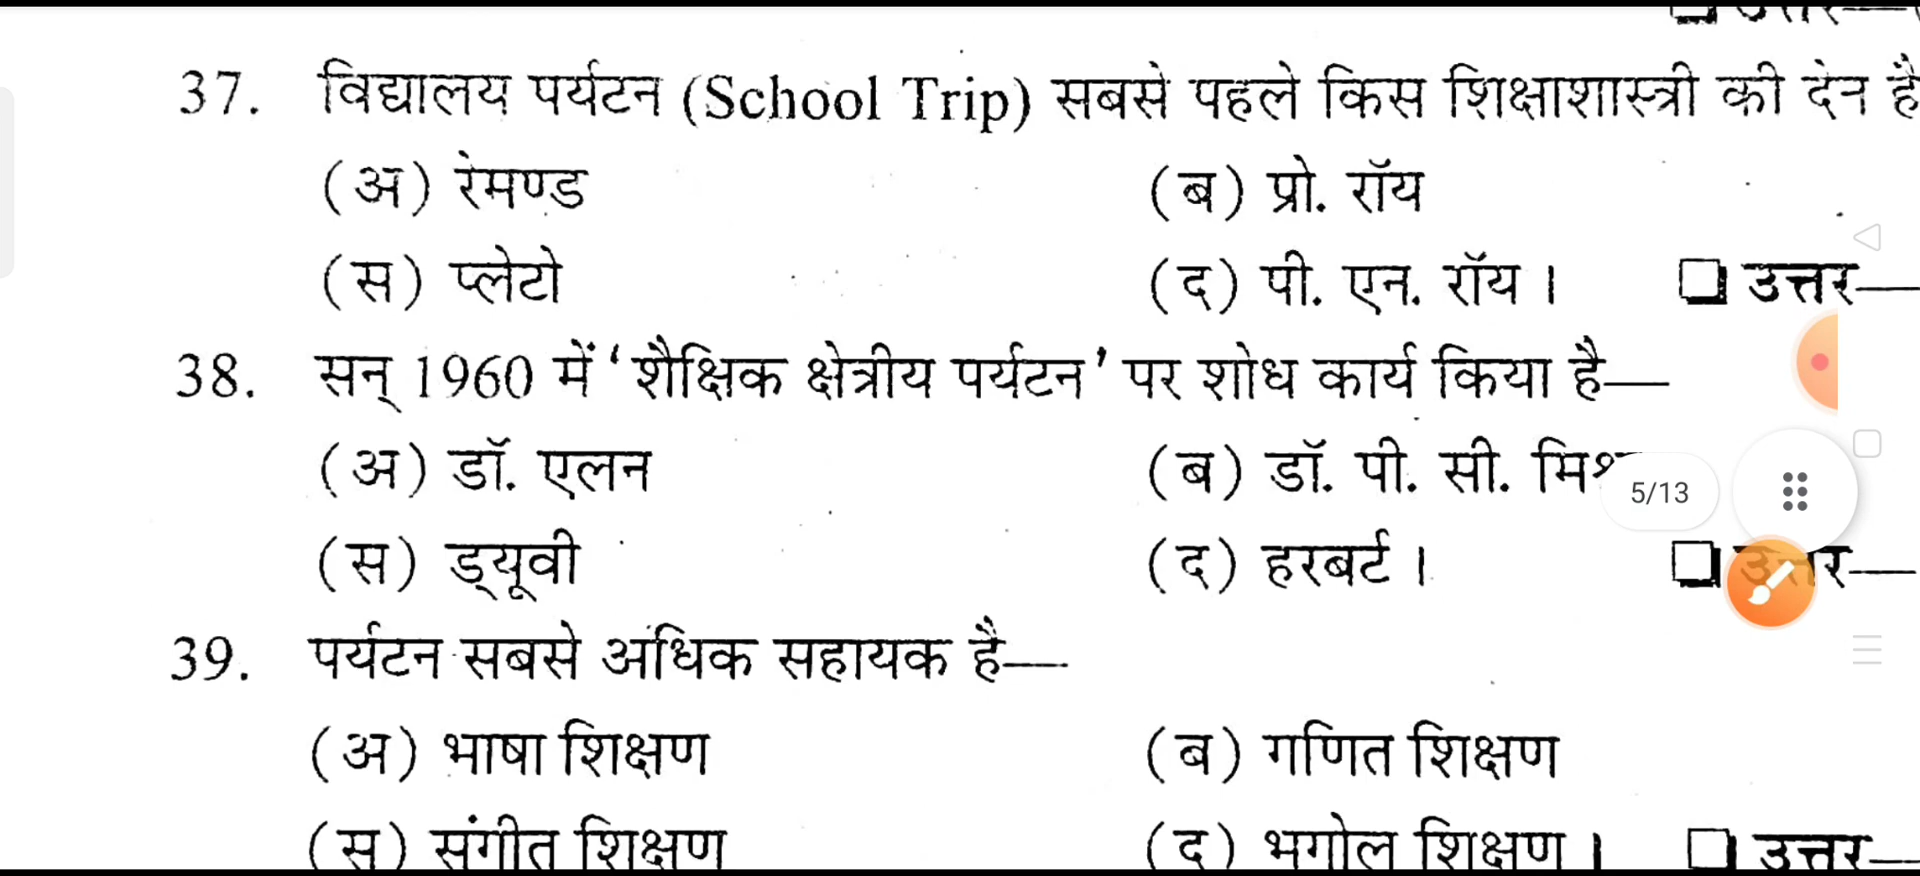 37. विद्यालय पर्यटन (School Trip) सबसे पहले किस शिक्षाशास्त्री की देन है
(अ) रेमण्ड (ब) प्रो. रॉय
(स) प्लेटो (द) पी. एन. रॉय । उत्तर—
38. सन् 1960 में ‘शैक्षिक क्षेत्रीय पर्यटन’ पर शोध कार्य किया है—
(अ) डॉ. एलन (ब) डॉ. पी. सी.
5/13
(स) ड्यूवी (द) हरबर्ट ।
39. पर्यटन सबसे अधिक सहायक है—
(अ) भाषा शिक्षण (ब) गणित शिक्षण
(स) संगीत शिक्षण (द) भूगोल शिक्षण । उत्तर—